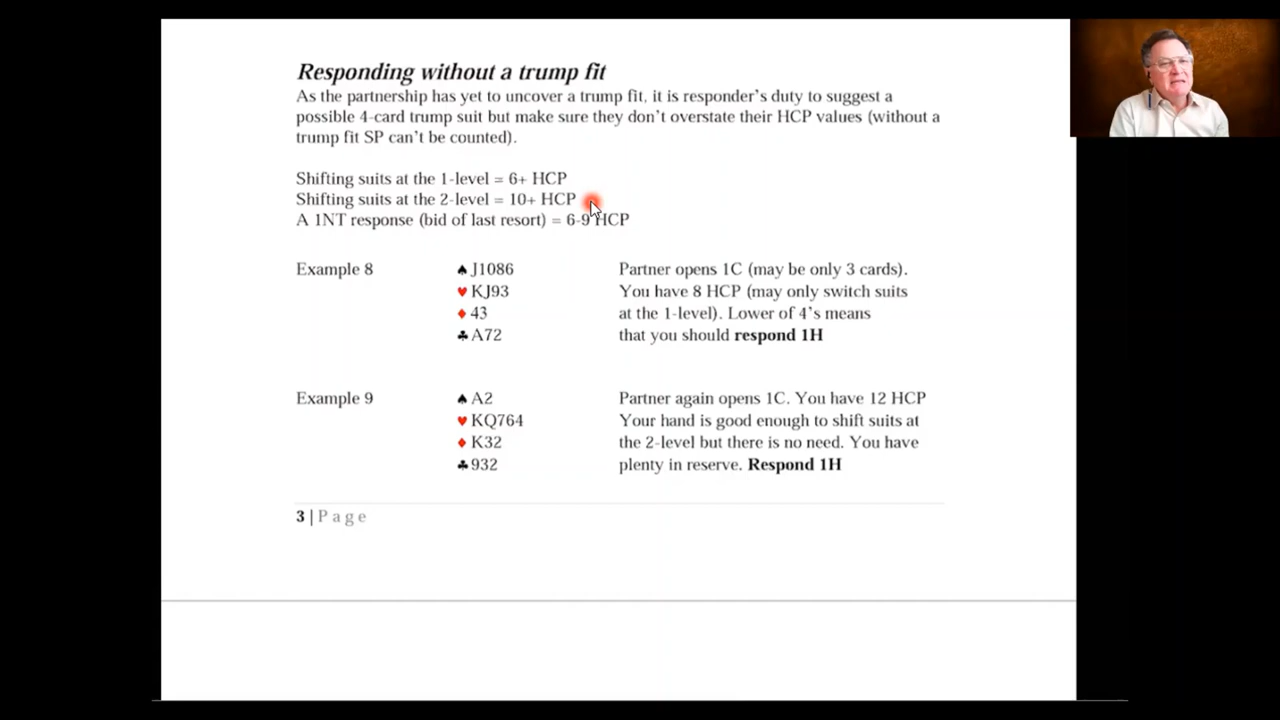 Responding without a trump fit
As the partnership has yet to uncover a trump fit, it is responder's duty to suggest a
possible 4-card trump suit but make sure they don't overstate their HCP values (without a
trump fit SP can't be counted).
Shifting suits at the 1-level = 6+ HCP
Shifting suits at the 2-level = 10+ HCP
A 1NT response (bid of last resort) = 6-9 HCP
Example 8 ♠ J1086 Partner opens 1C (may be only 3 cards).
♥ KJ93 You have 8 HCP (may only switch suits
♦ 43 at the 1-level). Lower of 4's means
♣ A72 that you should respond 1H
Example 9 ♠ A2 Partner again opens 1C. You have 12 HCP
♥ KQ764 Your hand is good enough to shift suits at
♦ K32 the 2-level but there is no need. You have
♣ 932 plenty in reserve. Respond 1H
3 | Page